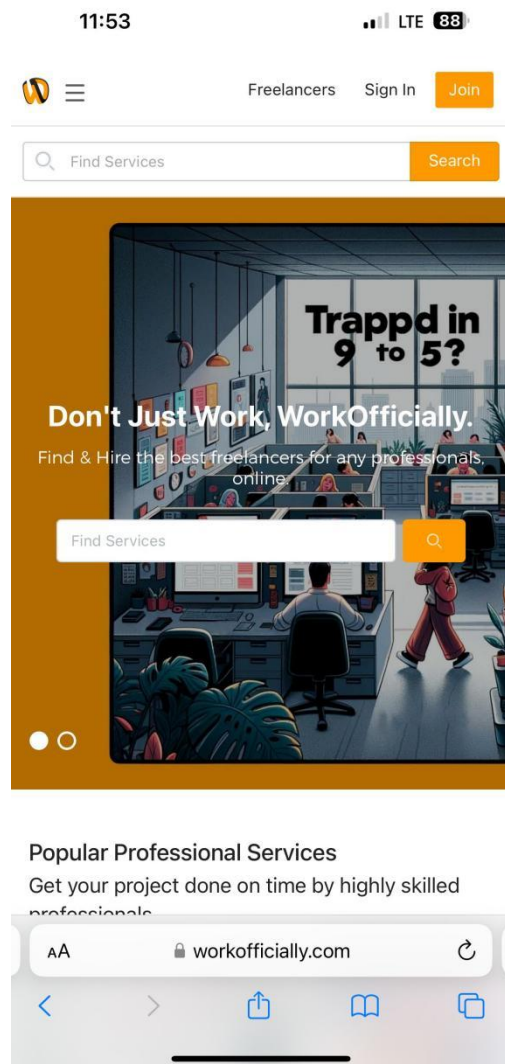 11:53
LTE 88
Freelancers Sign In Join
Find Services Search
Trappd in
9 to 5?
Don't Just Work, WorkOfficially.
Find & Hire the best freelancers for any professionals,
online.
Find Services
Popular Professional Services
Get your project done on time by highly skilled
professionals
AA workofficially.com